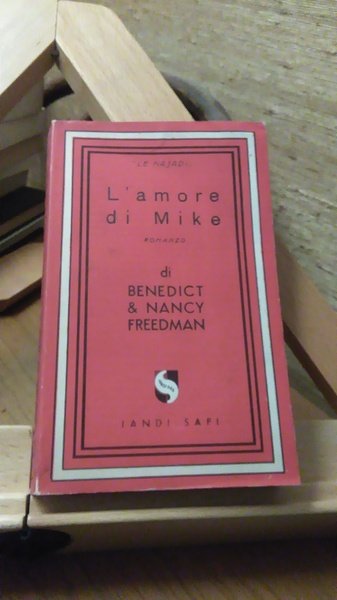 "LE NAJADI"
L'amore
di Mike
ROMANZO
di
BENEDICT
& NANCY
FREEDMAN
IANDI SAPI